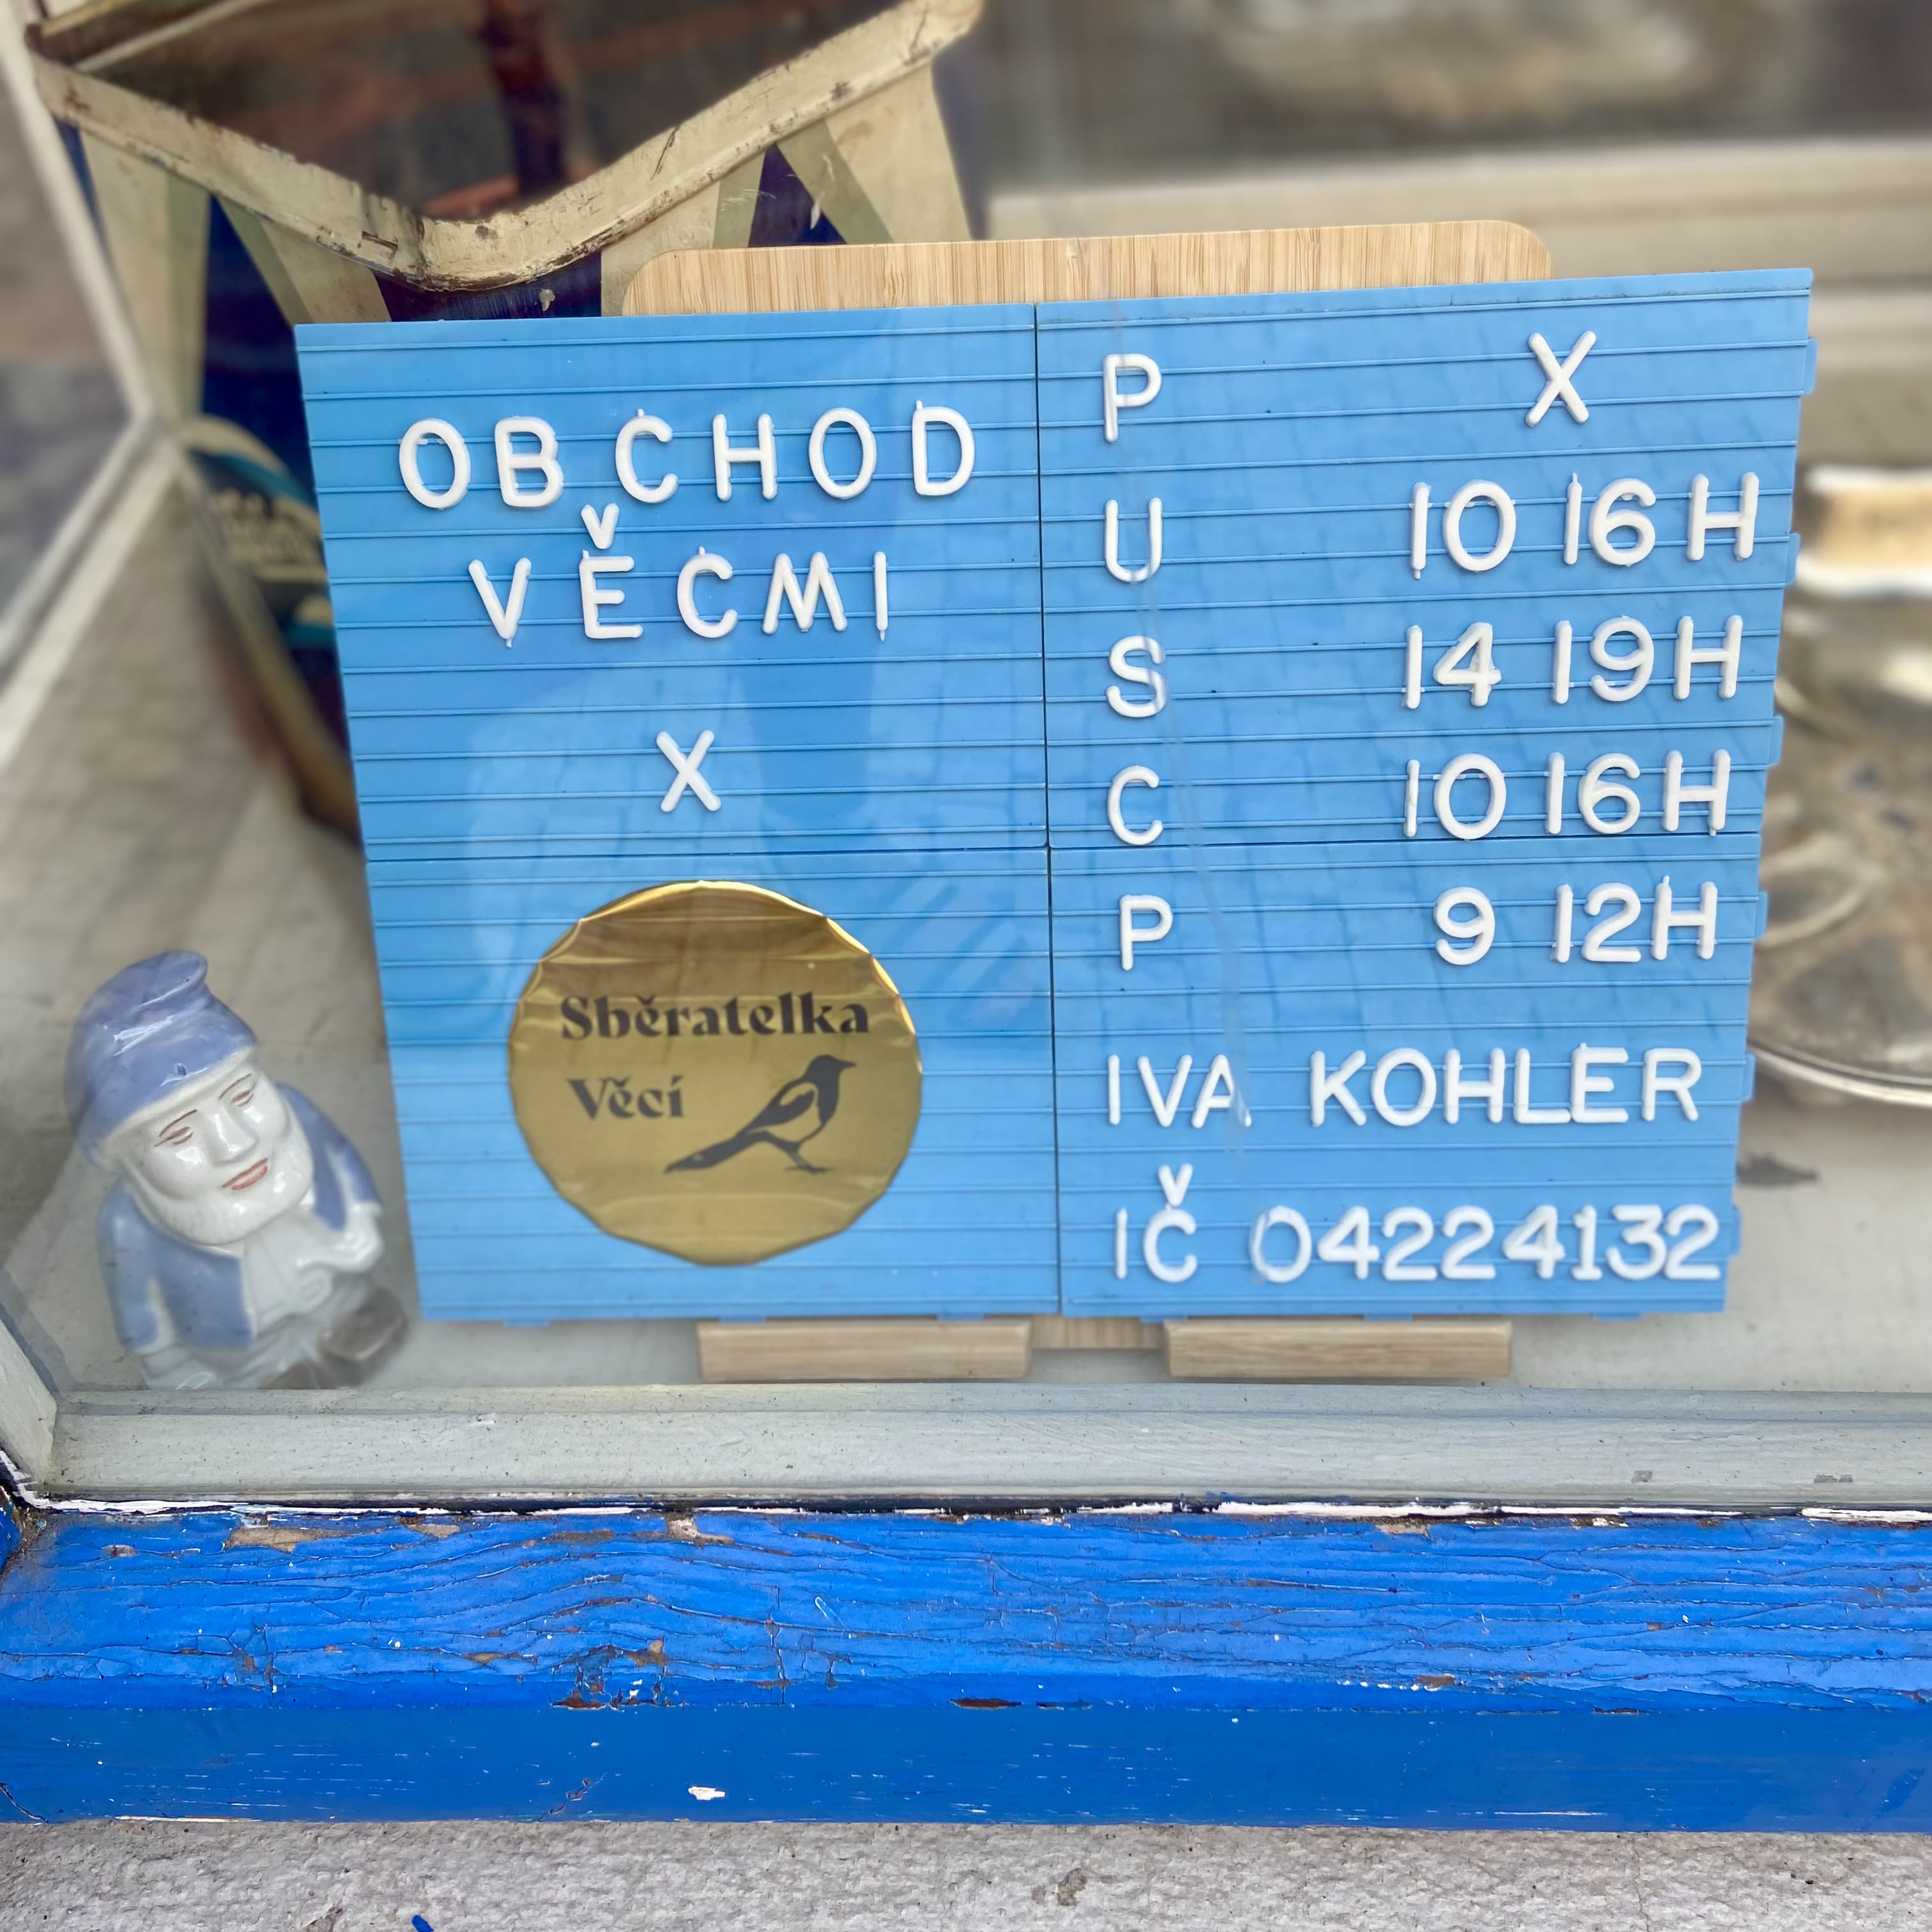 OBCHOD
VĚCMI
X
Sběratelka
Věcí
P X
U 10 16H
S 14 19H
C 10 16H
P 9 12H
IVA KOHLER
IČ 04224132